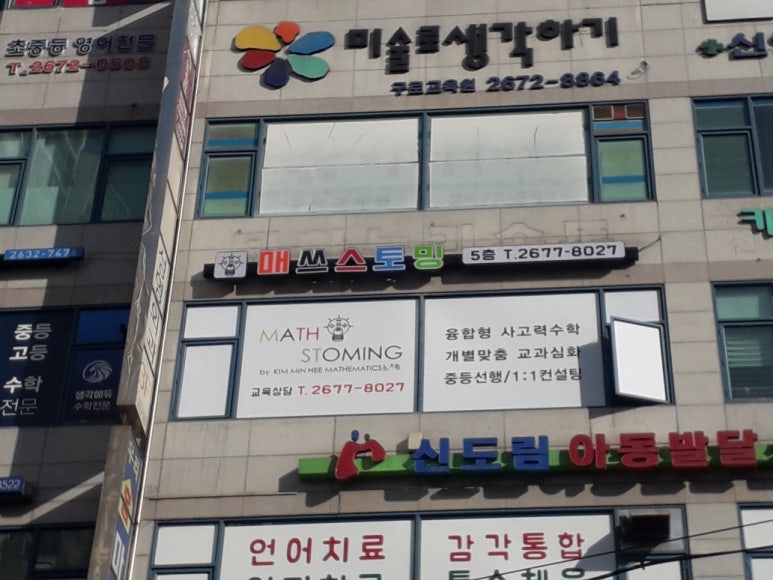 초중등 영어전문
T.2672-0808
미술로생각하기
구로교육원 2672-8864
매쓰스토밍 5층 T.2677-8027
2632-747
MATH STOMING
by KIM MIN HEE MATHEMATICS
교육상담 T.2677-8027
융합형 사고력수학
개별맞춤 교과심화
중등선행/1:1컨설팅
중등
고등
수학
전문
생각에듀
수학전문
신도림 아동발달
8522
언어치료
감각통합